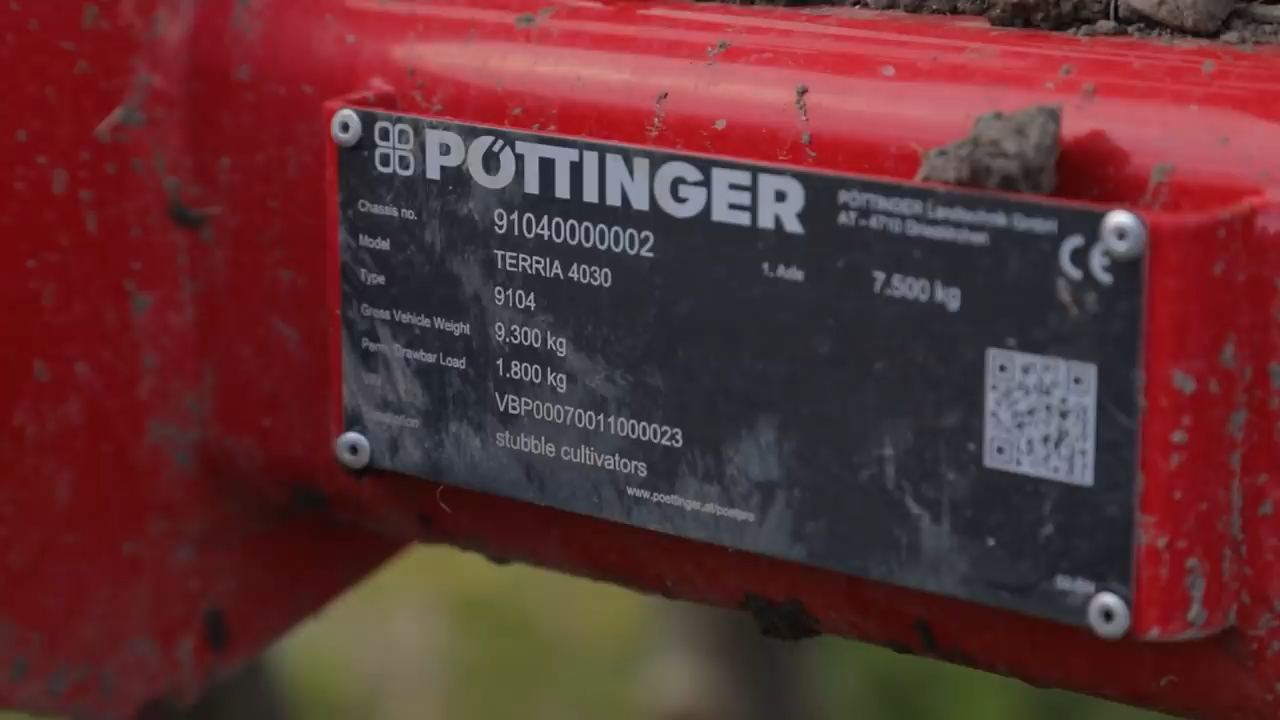 PÖTTINGER
PÖTTINGER Landtechnik GmbH
AT-4710 Grieskirchen
CE
Chassis no. 91040000002
Model TERRIA 4030
1. Axle 7.500 kg
Type 9104
Gross Vehicle Weight 9.300 kg
Perm. Drawbar Load 1.800 kg
VBP00070011000023
stubble cultivators
www.poettinger.at/poetpro